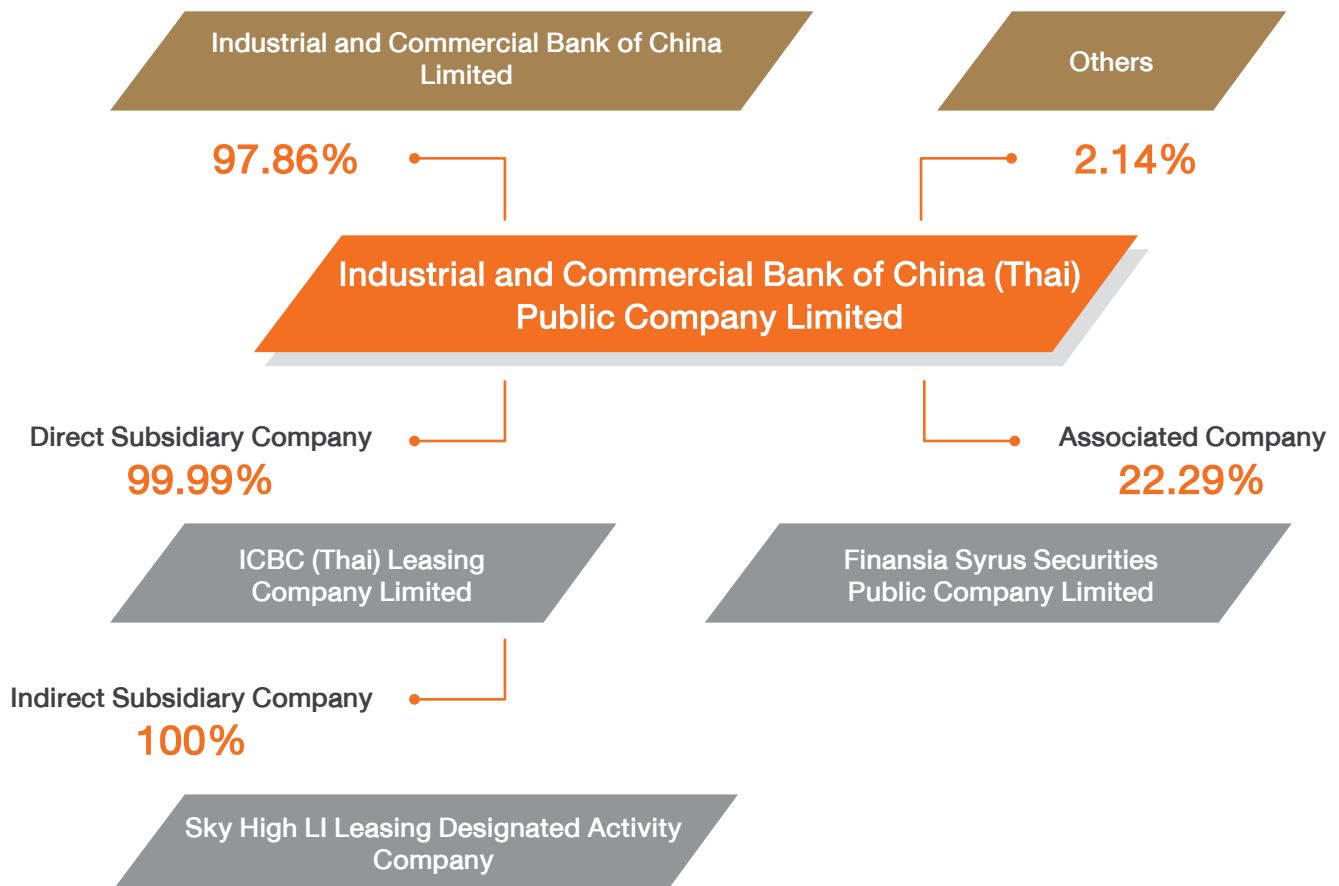 Industrial and Commercial Bank of China
Limited
Others
97.86%
2.14%
Industrial and Commercial Bank of China (Thai)
Public Company Limited
Direct Subsidiary Company
99.99%
Associated Company
22.29%
ICBC (Thai) Leasing
Company Limited
Finansia Syrus Securities
Public Company Limited
Indirect Subsidiary Company
100%
Sky High LI Leasing Designated Activity
Company